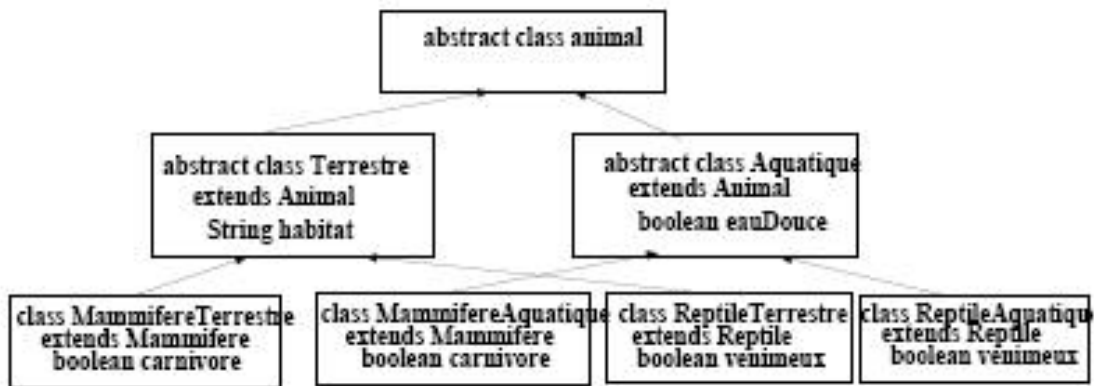 abstract class animal
abstract class Terrestre
extends Animal
String habitat
abstract class Aquatique
extends Animal
boolean eauDouce
class MammifereTerrestre
extends Mammifere
boolean carnivore
class MammifereAquatique
extends Mammifere
boolean carnivore
class ReptileTerrestre
extends Reptile
boolean venimeux
class ReptileAquatique
extends Reptile
boolean venimeux